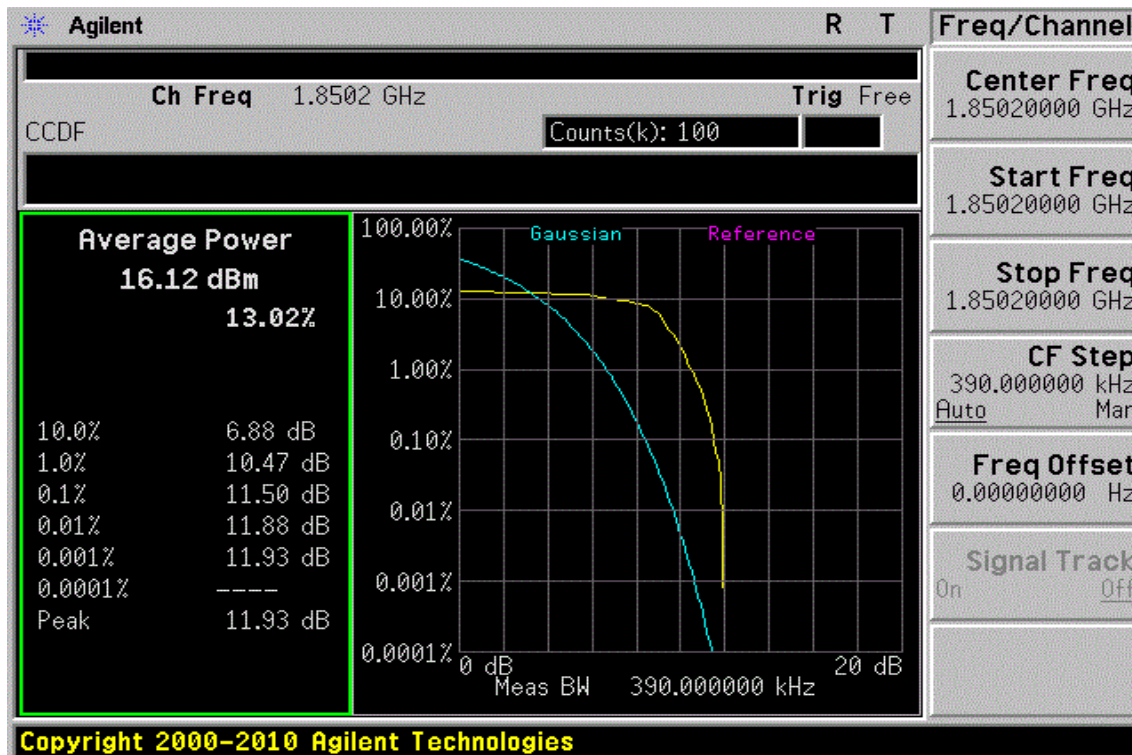 Agilent R T Freq/Channel
Ch Freq 1.8502 GHz Trig Free
CCDF Counts(k): 100
Average Power
16.12 dBm
13.02%
10.0% 6.88 dB
1.0% 10.47 dB
0.1% 11.50 dB
0.01% 11.88 dB
0.001% 11.93 dB
0.0001% ----
Peak 11.93 dB
Gaussian Reference
100.00%
10.00%
1.00%
0.10%
0.01%
0.001%
0.0001%
0 dB 20 dB
Meas BW 390.000000 kHz
Center Freq
1.85020000 GHz
Start Freq
1.85020000 GHz
Stop Freq
1.85020000 GHz
CF Step
390.000000 kHz
Auto Man
Freq Offset
0.00000000 Hz
Signal Track
On Off
Copyright 2000-2010 Agilent Technologies